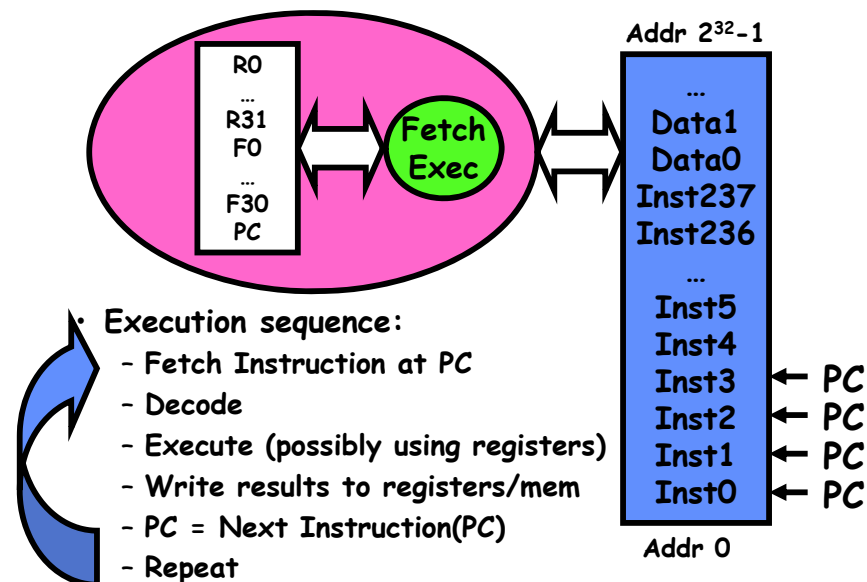 R0
…
R31
F0
…
F30
PC
Fetch
Exec
Addr 2³²-1
…
Data1
Data0
Inst237
Inst236
…
Inst5
Inst4
Inst3
Inst2
Inst1
Inst0
Addr 0
PC
PC
PC
PC
• Execution sequence:
– Fetch Instruction at PC
– Decode
– Execute (possibly using registers)
– Write results to registers/mem
– PC = Next Instruction(PC)
– Repeat